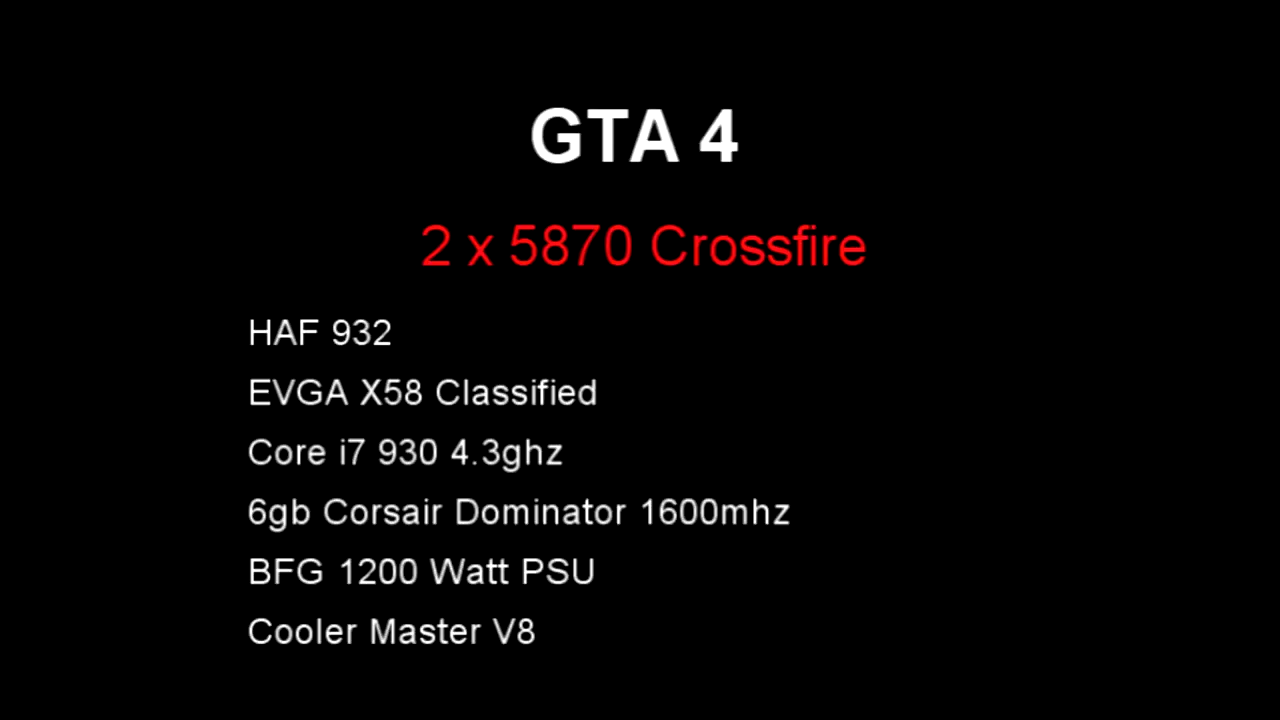 GTA 4
2 x 5870 Crossfire
HAF 932
EVGA X58 Classified
Core i7 930 4.3ghz
6gb Corsair Dominator 1600mhz
BFG 1200 Watt PSU
Cooler Master V8